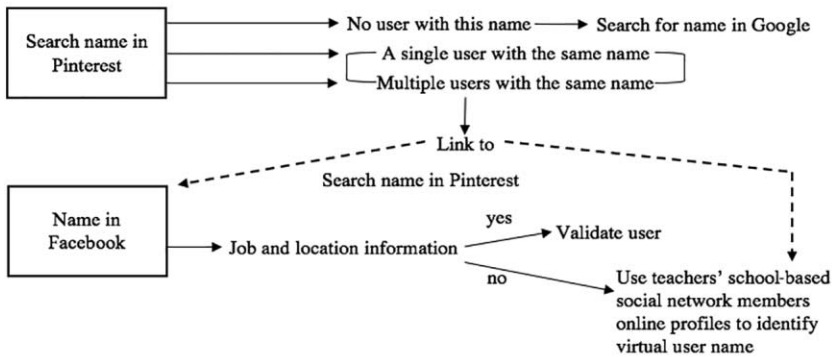 Search name in
Pinterest
No user with this name
Search for name in Google
A single user with the same name
Multiple users with the same name
Link to
Search name in Pinterest
Name in
Facebook
Job and location information
yes
Validate user
no
Use teachers' school-based
social network members
online profiles to identify
virtual user name